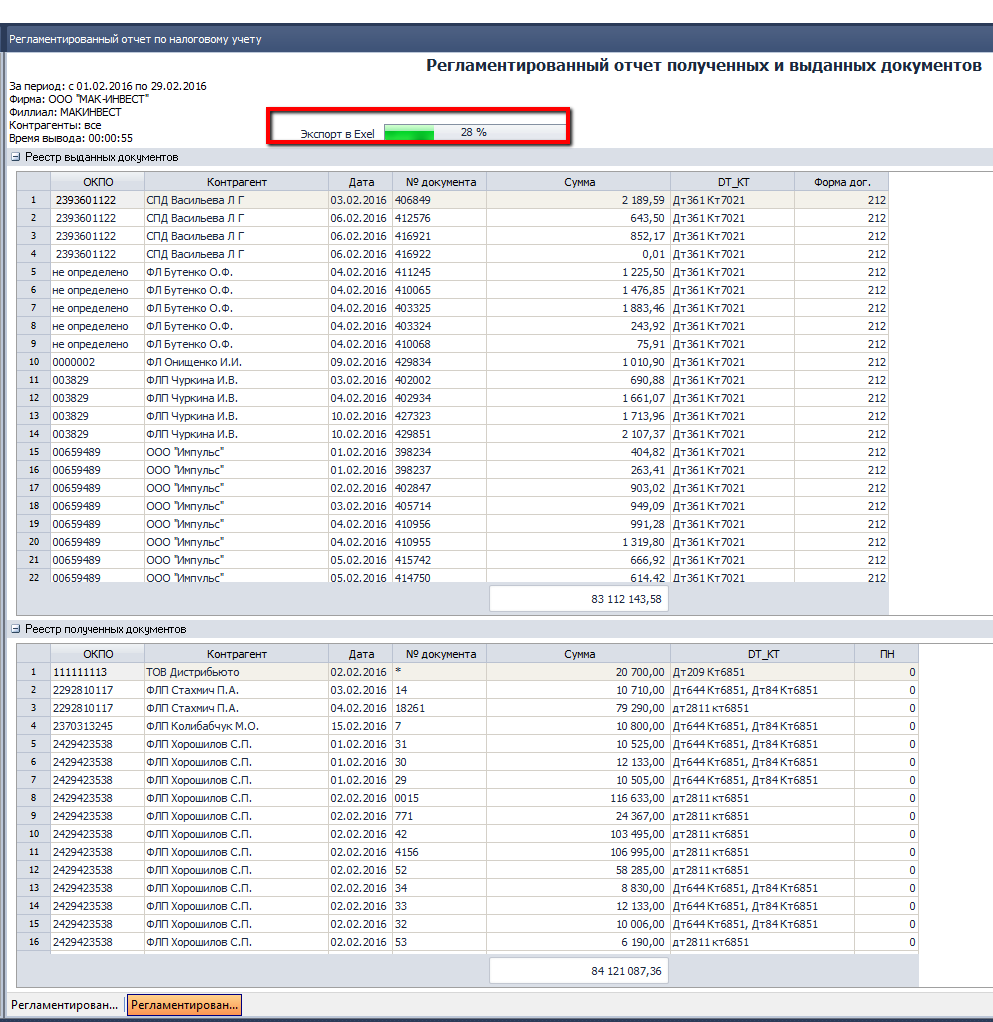 Регламентированный отчет по налоговому учету
Регламентированный отчет полученных и выданных документов
За период: с 01.02.2016 по 29.02.2016
Фирма: ООО "МАК-ИНВЕСТ"
Филлиал: МАКИНВЕСТ
Контрагенты: все
Время вывода: 00:00:55
Экспорт в Exel 28 %
Реестр выданных документов
ОКПО Контрагент Дата № документа Сумма DT_KT Форма дог.
1 2393601122 СПД Васильева Л Г 03.02.2016 406849 2 189,59 Дт361 Кт7021 212
2 2393601122 СПД Васильева Л Г 06.02.2016 412576 643,50 Дт361 Кт7021 212
3 2393601122 СПД Васильева Л Г 06.02.2016 416921 852,17 Дт361 Кт7021 212
4 2393601122 СПД Васильева Л Г 06.02.2016 416922 0,01 Дт361 Кт7021 212
5 не определено ФЛ Бутенко О.Ф. 04.02.2016 411245 1 225,50 Дт361 Кт7021 212
6 не определено ФЛ Бутенко О.Ф. 04.02.2016 410065 1 476,85 Дт361 Кт7021 212
7 не определено ФЛ Бутенко О.Ф. 04.02.2016 403325 1 883,46 Дт361 Кт7021 212
8 не определено ФЛ Бутенко О.Ф. 04.02.2016 403324 243,92 Дт361 Кт7021 212
9 не определено ФЛ Бутенко О.Ф. 04.02.2016 410068 75,91 Дт361 Кт7021 212
10 0000002 ФЛ Онищенко И.И. 09.02.2016 429834 1 010,90 Дт361 Кт7021 212
11 003829 ФЛП Чуркина И.В. 03.02.2016 402002 690,88 Дт361 Кт7021 212
12 003829 ФЛП Чуркина И.В. 04.02.2016 402934 1 661,07 Дт361 Кт7021 212
13 003829 ФЛП Чуркина И.В. 10.02.2016 427323 1 713,96 Дт361 Кт7021 212
14 003829 ФЛП Чуркина И.В. 10.02.2016 429851 2 107,37 Дт361 Кт7021 212
15 00659489 ООО "Импульс" 01.02.2016 398234 404,82 Дт361 Кт7021 212
16 00659489 ООО "Импульс" 01.02.2016 398237 263,41 Дт361 Кт7021 212
17 00659489 ООО "Импульс" 02.02.2016 402847 903,02 Дт361 Кт7021 212
18 00659489 ООО "Импульс" 03.02.2016 405714 949,09 Дт361 Кт7021 212
19 00659489 ООО "Импульс" 04.02.2016 410956 991,28 Дт361 Кт7021 212
20 00659489 ООО "Импульс" 04.02.2016 410955 1 319,80 Дт361 Кт7021 212
21 00659489 ООО "Импульс" 05.02.2016 415742 666,92 Дт361 Кт7021 212
22 00659489 ООО "Импульс" 05.02.2016 414750 614,42 Дт361 Кт7021 212
83 112 143,58
Реестр полученных документов
ОКПО Контрагент Дата № документа Сумма DT_KT ПН
1 111111113 ТОВ Дистрибьюто 02.02.2016 * 20 700,00 Дт209 Кт6851 0
2 2292810117 ФЛП Стахмич П.А. 03.02.2016 14 10 710,00 Дт644 Кт6851, Дт84 Кт6851 0
3 2292810117 ФЛП Стахмич П.А. 04.02.2016 18261 79 290,00 дт2811 кт6851 0
4 2370313245 ФЛП Колибабчук М.О. 15.02.2016 7 10 800,00 Дт644 Кт6851, Дт84 Кт6851 0
5 2429423538 ФЛП Хорошилов С.П. 01.02.2016 31 10 525,00 Дт644 Кт6851, Дт84 Кт6851 0
6 2429423538 ФЛП Хорошилов С.П. 01.02.2016 30 12 133,00 Дт644 Кт6851, Дт84 Кт6851 0
7 2429423538 ФЛП Хорошилов С.П. 01.02.2016 29 10 505,00 Дт644 Кт6851, Дт84 Кт6851 0
8 2429423538 ФЛП Хорошилов С.П. 02.02.2016 0015 116 633,00 дт2811 кт6851 0
9 2429423538 ФЛП Хорошилов С.П. 02.02.2016 771 24 367,00 дт2811 кт6851 0
10 2429423538 ФЛП Хорошилов С.П. 02.02.2016 42 103 495,00 дт2811 кт6851 0
11 2429423538 ФЛП Хорошилов С.П. 02.02.2016 4156 106 995,00 дт2811 кт6851 0
12 2429423538 ФЛП Хорошилов С.П. 02.02.2016 52 58 285,00 дт2811 кт6851 0
13 2429423538 ФЛП Хорошилов С.П. 02.02.2016 34 8 830,00 Дт644 Кт6851, Дт84 Кт6851 0
14 2429423538 ФЛП Хорошилов С.П. 02.02.2016 33 12 133,00 Дт644 Кт6851, Дт84 Кт6851 0
15 2429423538 ФЛП Хорошилов С.П. 02.02.2016 32 10 006,00 Дт644 Кт6851, Дт84 Кт6851 0
16 2429423538 ФЛП Хорошилов С.П. 02.02.2016 53 6 190,00 дт2811 кт6851 0
84 121 087,36
Регламентирован... Регламентирован...